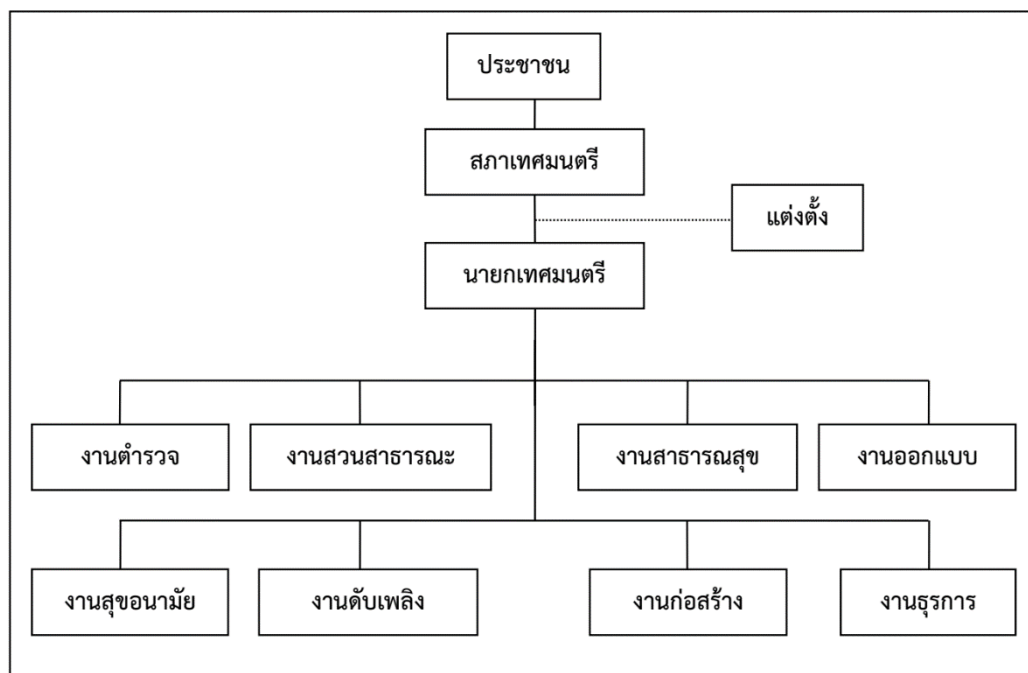 ประชาชน
สภาเทศมนตรี
แต่งตั้ง
นายกเทศมนตรี
งานตำรวจ
งานสวนสาธารณะ
งานสาธารณสุข
งานออกแบบ
งานสุขอนามัย
งานดับเพลิง
งานก่อสร้าง
งานธุรการ